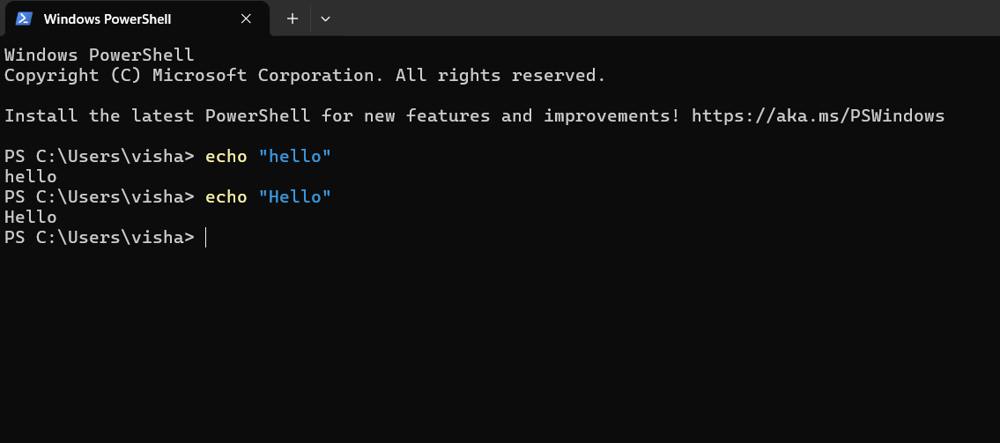 Windows PowerShell
Windows PowerShell
Copyright (C) Microsoft Corporation. All rights reserved.
Install the latest PowerShell for new features and improvements! https://aka.ms/PSWindows
PS C:\Users\visha> echo "hello"
hello
PS C:\Users\visha> echo "Hello"
Hello
PS C:\Users\visha>